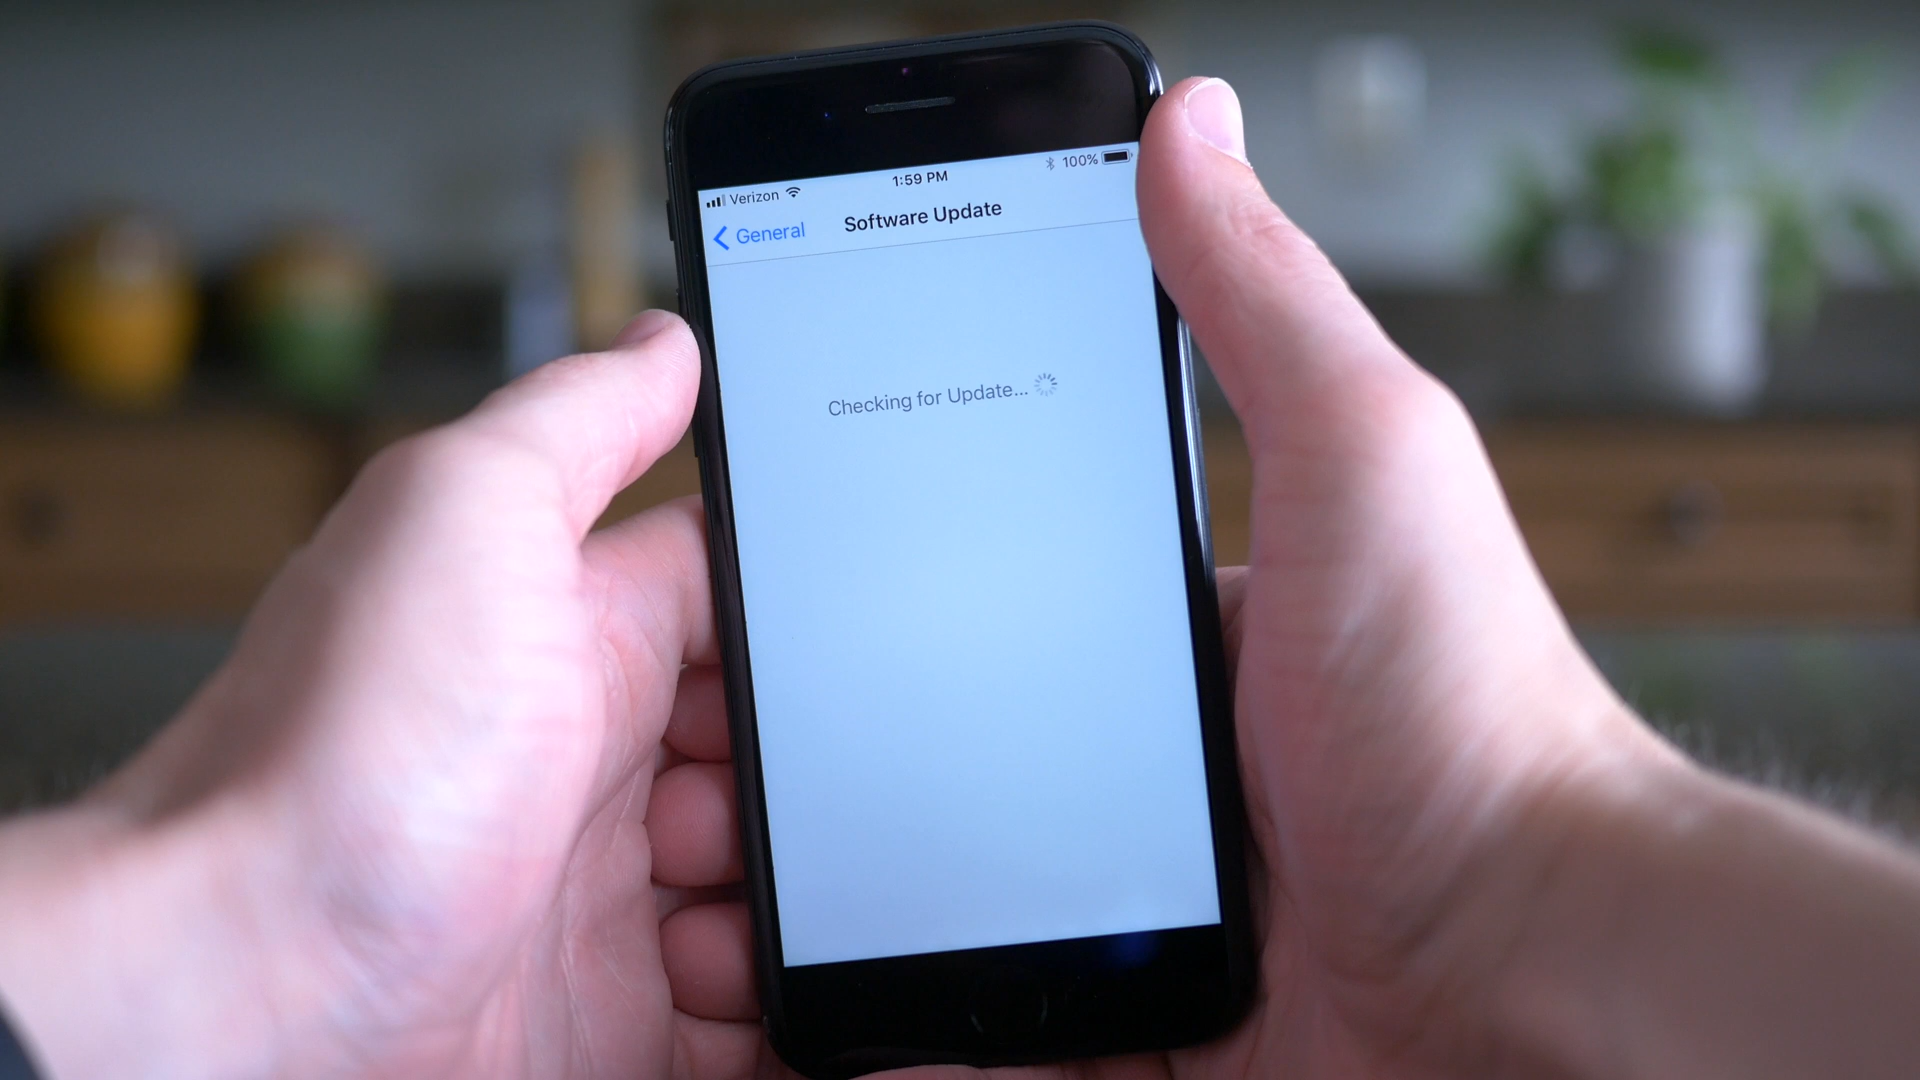 Verizon 1:59 PM 100%
General Software Update
Checking for Update...